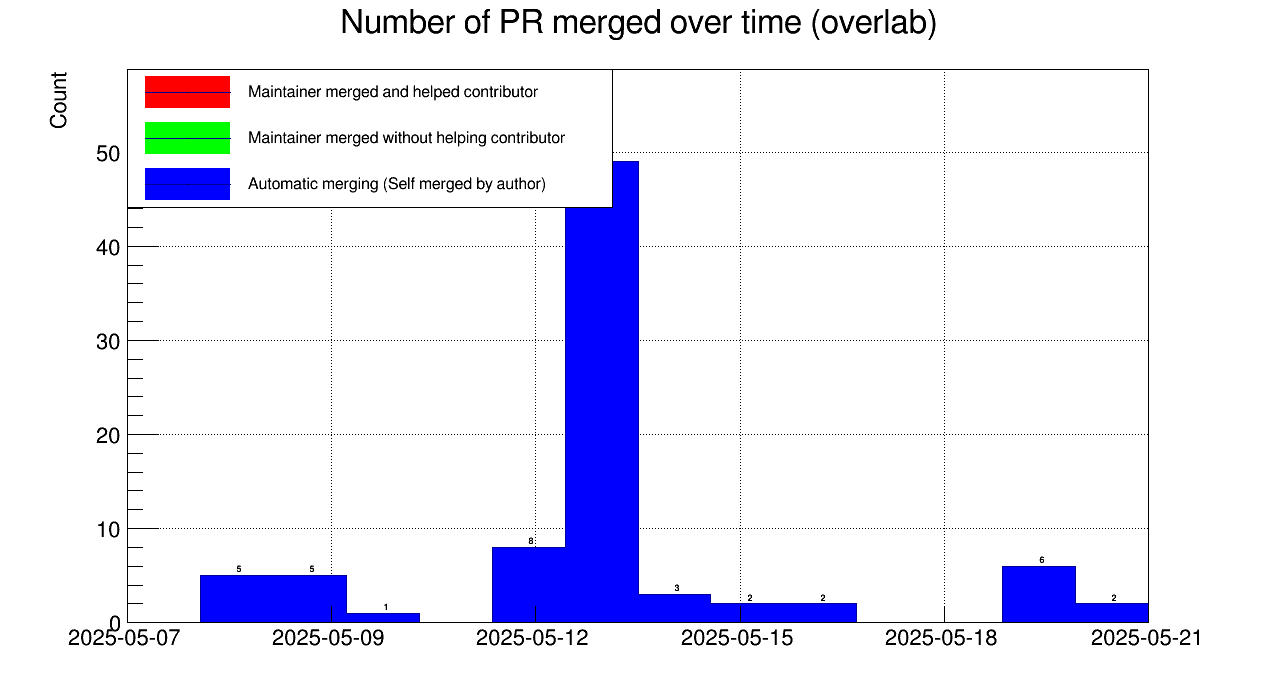 Number of PR merged over time (overlab)
Count
Maintainer merged and helped contributor
Maintainer merged without helping contributor
Automatic merging (Self merged by author)
50
40
30
20
10
0
5 5 1 8 3 2 2 6 2
2025-05-07 2025-05-09 2025-05-12 2025-05-15 2025-05-18 2025-05-21